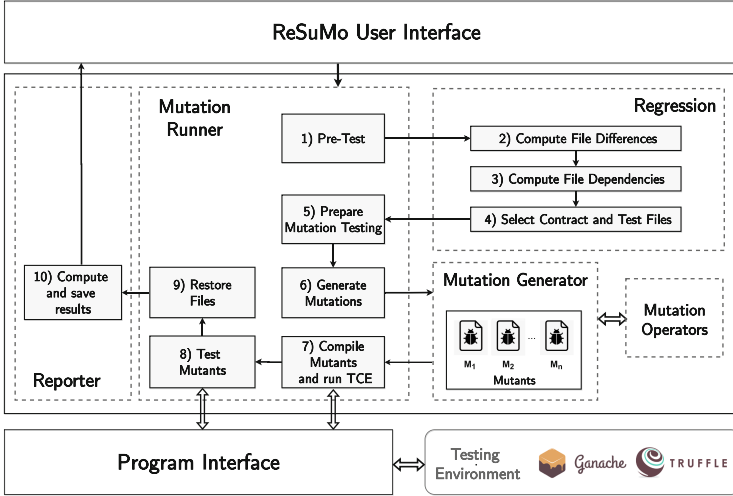 ReSuMo User Interface
Mutation
Runner
Regression
1) Pre-Test
2) Compute File Differences
3) Compute File Dependencies
4) Select Contract and Test Files
5) Prepare
Mutation Testing
6) Generate
Mutations
Mutation Generator
M1 M2 ... Mn
Mutants
Mutation
Operators
7) Compile
Mutants
and run TCE
8) Test
Mutants
9) Restore
Files
10) Compute
and save
results
Reporter
Program Interface
Testing
Environment
Ganache
TRUFFLE